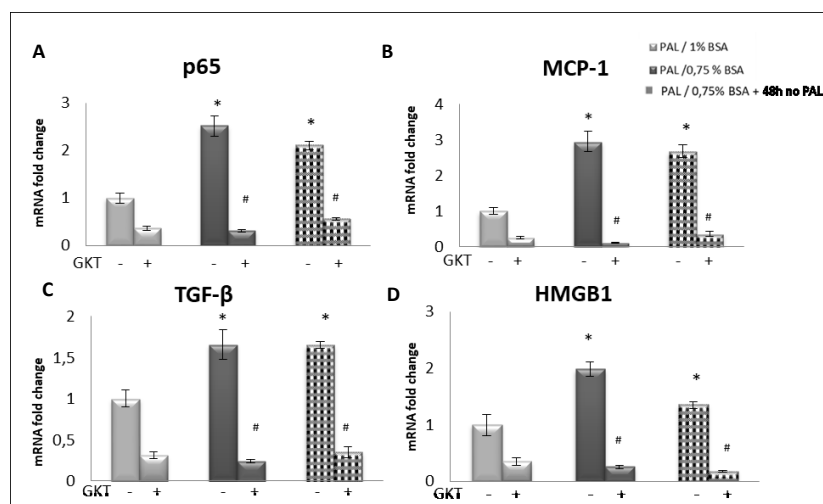 A
p65
mRNA fold change
3
2
1
0
*
*
#
#
GKT - + - + - +
B
MCP-1
PAL / 1% BSA
PAL /0,75 % BSA
PAL / 0,75% BSA + 48h no PAL
mRNA fold change
4
3
2
1
0
*
*
#
#
- + - + - +
C
TGF-β
mRNA fold change
2
1,5
1
0,5
0
*
*
#
#
GKT - + - + - +
D
HMGB1
mRNA fold change
3
2
1
0
*
*
#
#
GKT - + - + - +